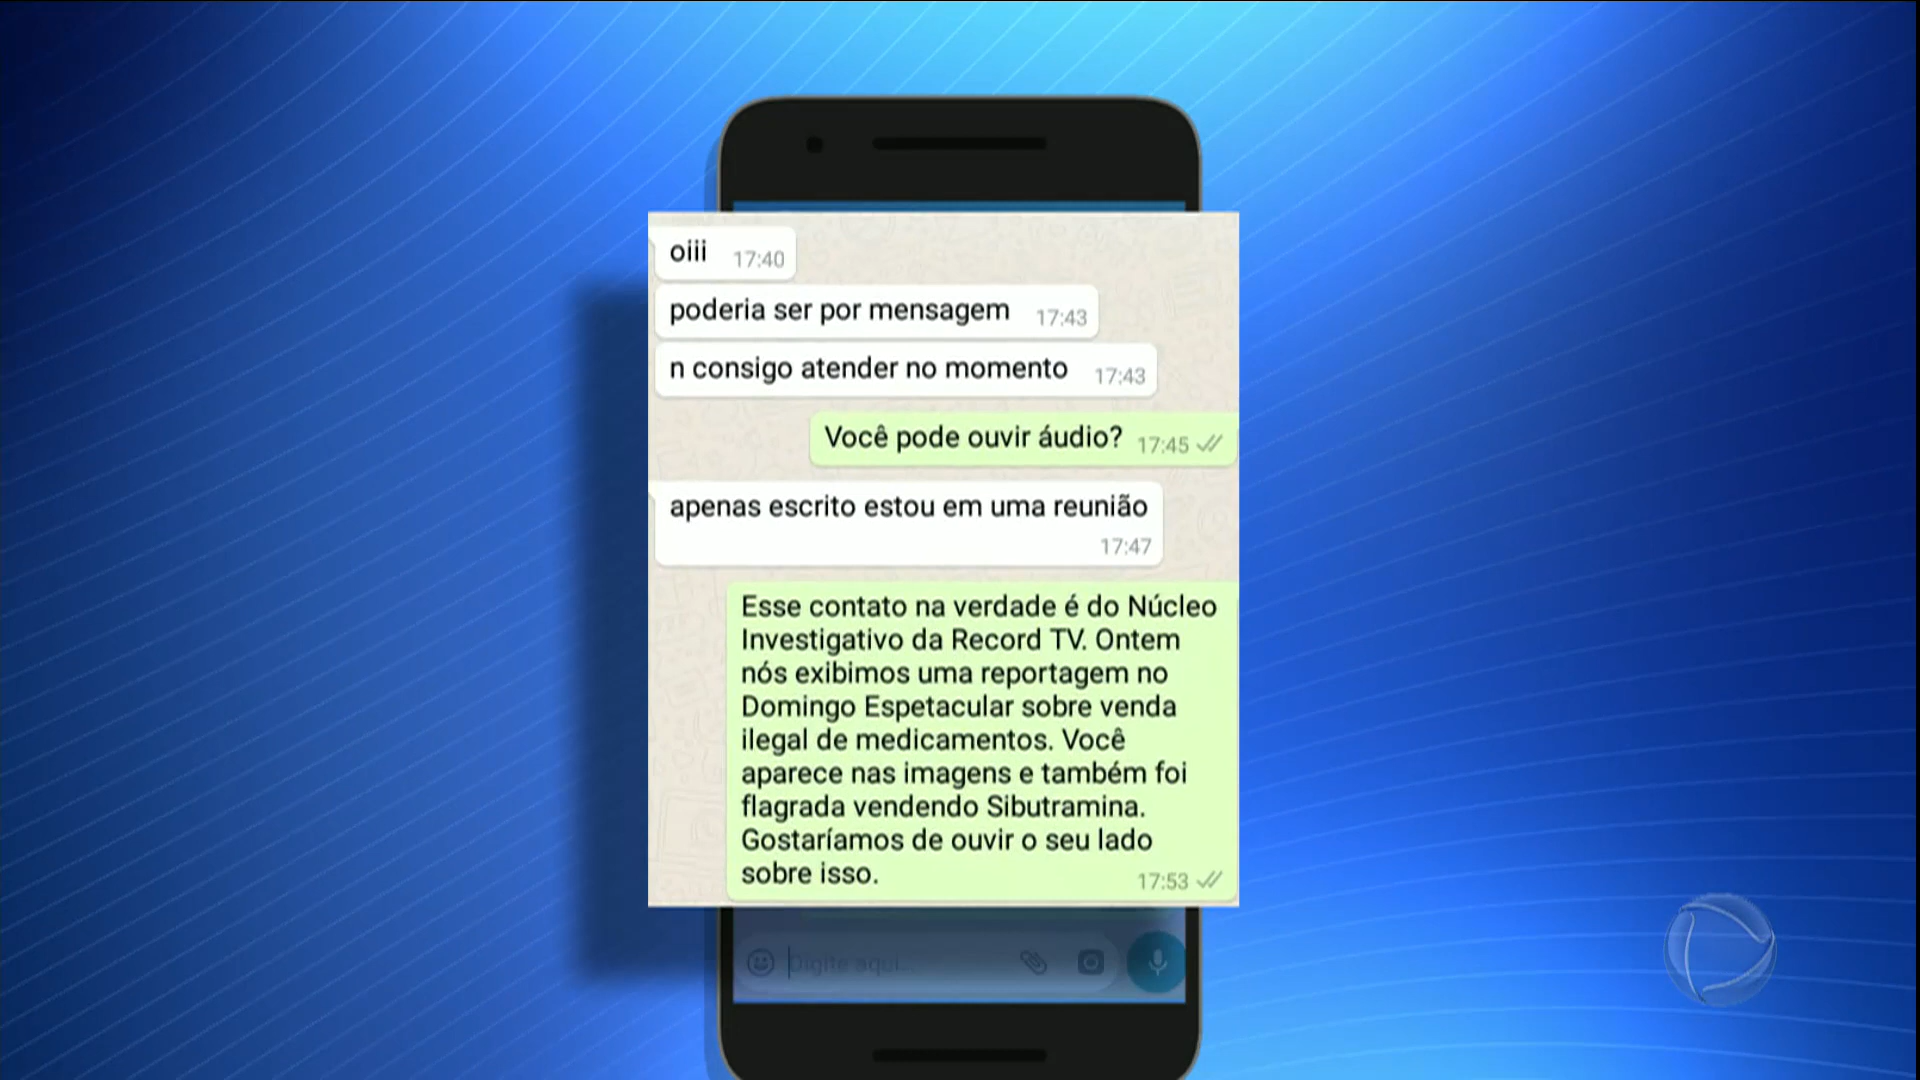 oiii 17:40
poderia ser por mensagem 17:43
n consigo atender no momento 17:43
Você pode ouvir áudio? 17:45
apenas escrito estou em uma reunião
17:47
Esse contato na verdade é do Núcleo
Investigativo da Record TV. Ontem
nós exibimos uma reportagem no
Domingo Espetacular sobre venda
ilegal de medicamentos. Você
aparece nas imagens e também foi
flagrada vendendo Sibutramina.
Gostaríamos de ouvir o seu lado
sobre isso. 17:53
Digite aqui...